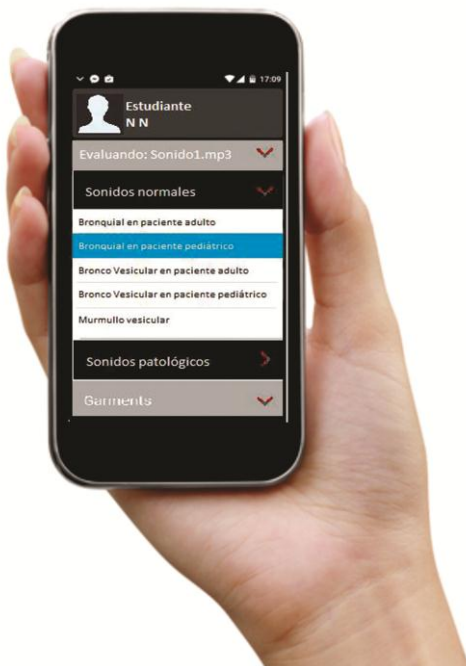 17:09
Estudiante
N N
Evaluando: Sonido1.mp3
Sonidos normales
Bronquial en paciente adulto
Bronquial en paciente pediátrico
Bronco Vesicular en paciente adulto
Bronco Vesicular en paciente pediátrico
Murmullo vesicular
Sonidos patológicos
Garments